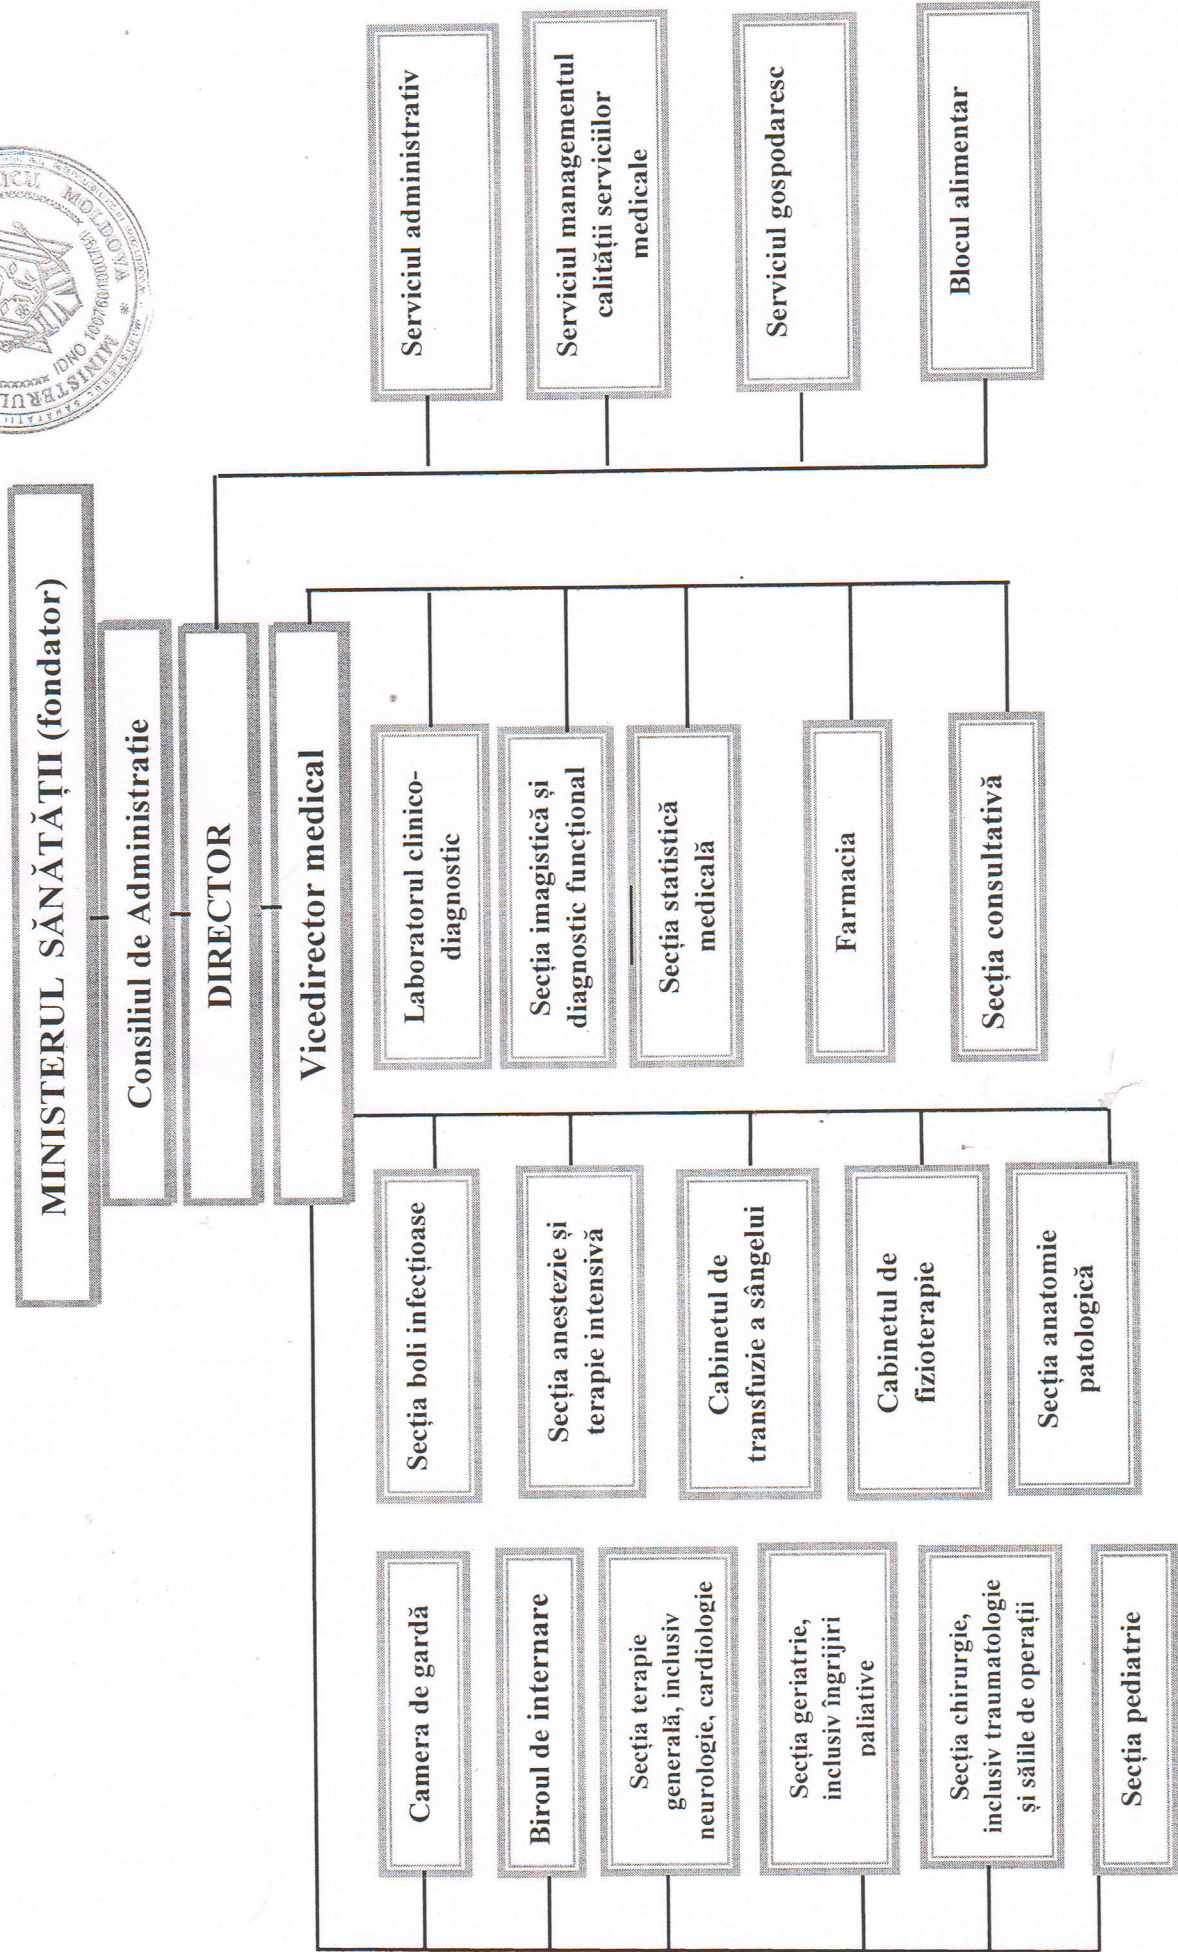 MINISTERUL SĂNĂTĂȚII (fondator)
Consiliul de Administratie
DIRECTOR
Vicedirector medical
Camera de gardă
Biroul de internare
Secția terapie
generală, inclusiv
neurologie, cardiologie
Secția geriatrie,
inclusiv îngrijiri
paliative
Secția chirurgie,
inclusiv traumatologie
și sălile de operații
Secția pediatrie
Secția boli infecțioase
Secția anestezie și
terapie intensivă
Cabinetul de
transfuzie a sângelui
Cabinetul de
fizioterapie
Secția anatomie
patologică
Laboratorul clinico-
diagnostic
Secția imagistică și
diagnostic funcțional
Secția statistică
medicală
Farmacia
Secția consultativă
Serviciul administrativ
Serviciul managementul
calității serviciilor
medicale
Serviciul gospodaresc
Blocul alimentar
MOLDOVA * MINISTERUL
IDNO